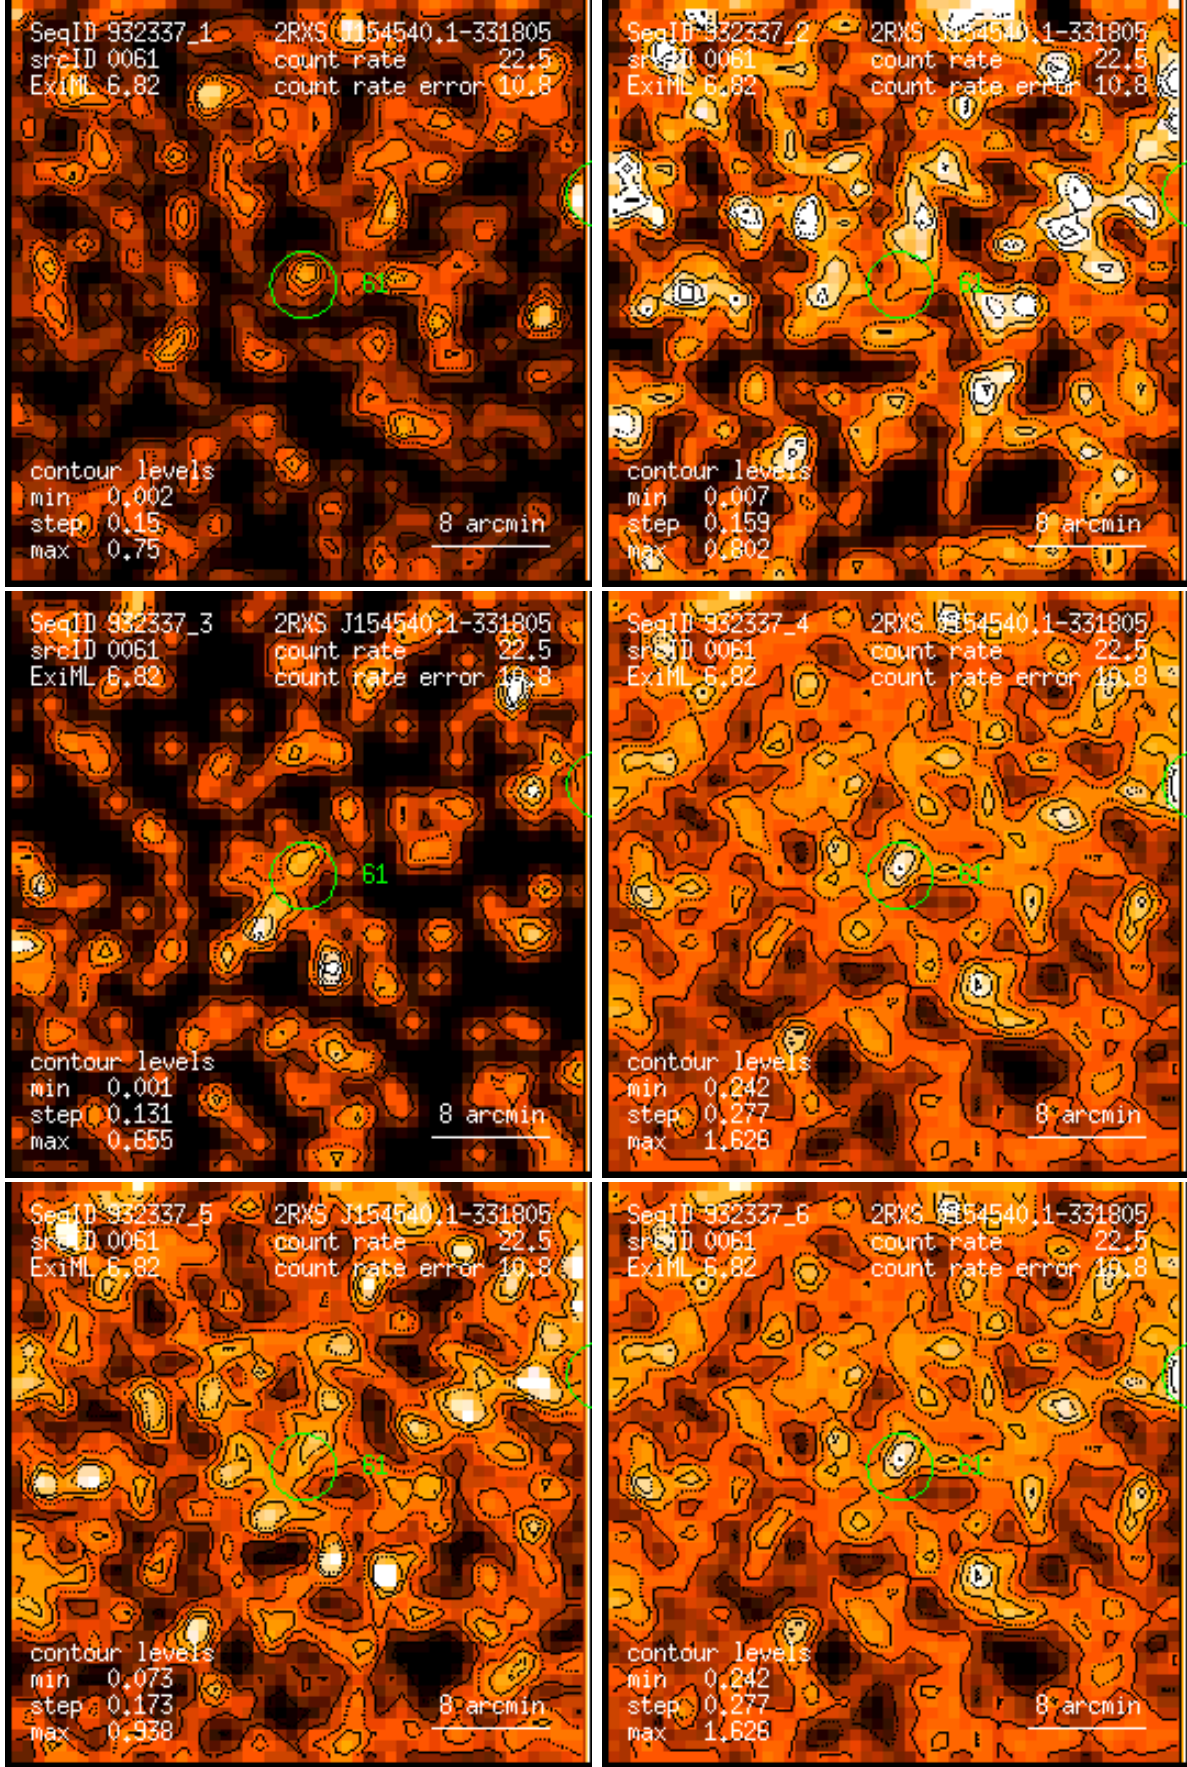 SeqID 932337_1 2RXS J154540.1-331805
srcID 0061 count rate 22.5
ExiML 6.82 count rate error 10.8
61
contour levels
min 0.002
step 0.15
max 0.75
8 arcmin
SeqID 932337_2 2RXS J154540.1-331805
srcID 0061 count rate 22.5
ExiML 6.82 count rate error 10.8
61
contour levels
min 0.007
step 0.159
max 0.802
8 arcmin
SeqID 932337_3 2RXS J154540.1-331805
srcID 0061 count rate 22.5
ExiML 6.82 count rate error 10.8
61
contour levels
min 0.001
step 0.131
max 0.655
8 arcmin
SeqID 932337_4 2RXS J154540.1-331805
srcID 0061 count rate 22.5
ExiML 6.82 count rate error 10.8
61
contour levels
min 0.242
step 0.277
max 1.628
8 arcmin
SeqID 932337_5 2RXS J154540.1-331805
srcID 0061 count rate 22.5
ExiML 6.82 count rate error 10.8
61
contour levels
min 0.073
step 0.173
max 0.938
8 arcmin
SeqID 932337_6 2RXS J154540.1-331805
srcID 0061 count rate 22.5
ExiML 6.82 count rate error 10.8
61
contour levels
min 0.242
step 0.277
max 1.628
8 arcmin